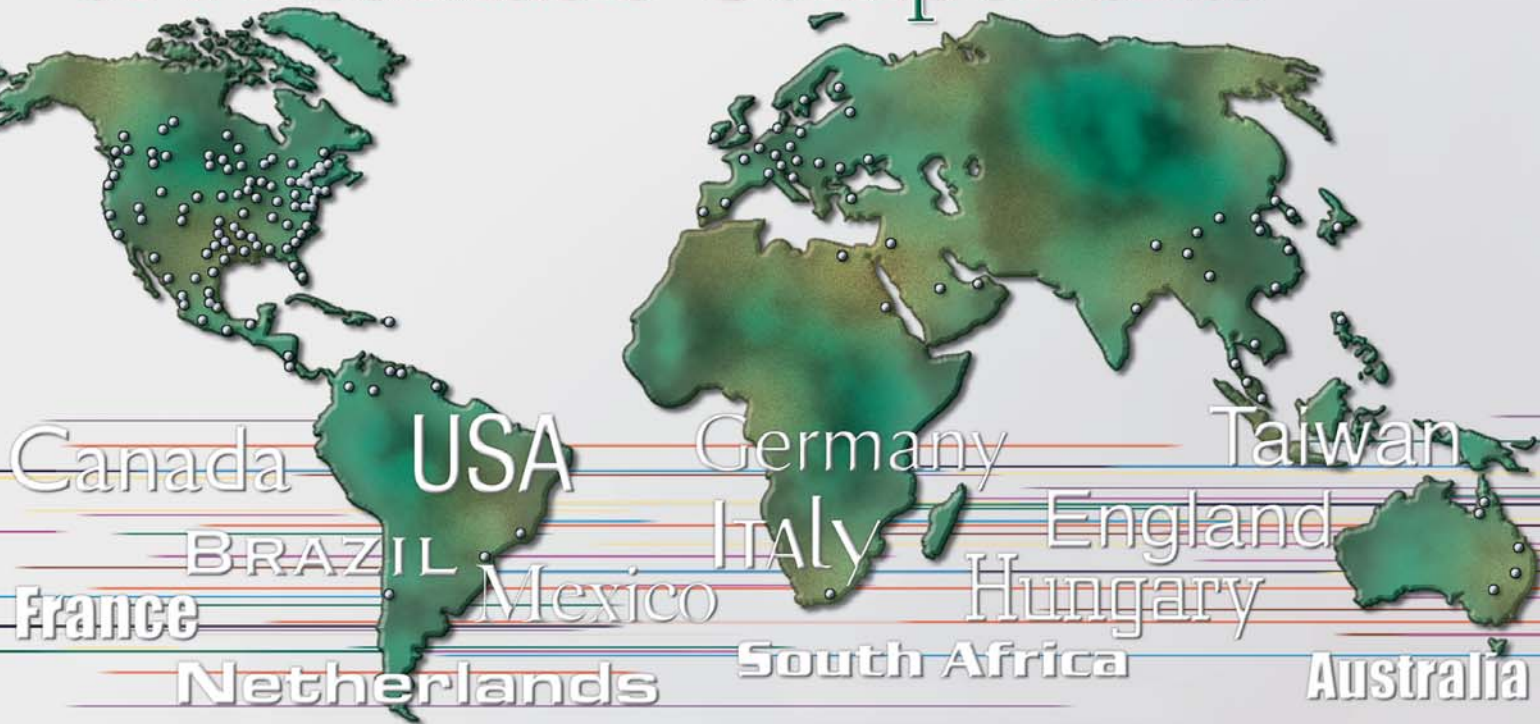 Canada
USA
Germany
Taiwan
BRAZIL
ITAly
England
France
Mexico
Hungary
Netherlands
South Africa
Australia